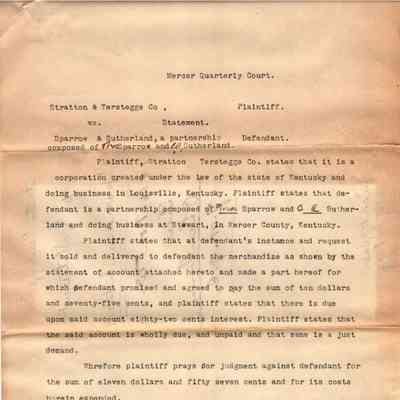 Mercer Quarterly Court.
Stratton & Terstegge Co , Plaintiff.
vs. Statement.
Sparrow & Sutherland, a partnership Defendant.
composed of Sparrow and Sutherland.
Plaintiff, Stratton Terstegge Co. states that it is a
corporation created under the law of the state of Kentucky and
doing business in Louisville, Kentucky. Plaintiff states that de-
fendant is a partnership composed of Sparrow and Suther-
land and doing business at Stewart, in Mercer County, Kentucky.
Plaintiff states that at defendant's instance and request
it sold and delivered to defendant the merchandize as shown by the
statement of account attached hereto and made a part hereof for
which defendant promised and agreed to pay the sum of ten dollars
and seventy-five cents, and plaintiff states that there is due
upon said account eighty-two cents interest. Plaintiff states that
the said account is wholly due, and unpaid and that same is a just
demand.
Whrefore plaintiff prays for judgment against defendant for
the sum of eleven dollars and fifty seven cents and for its costs
herein expended.